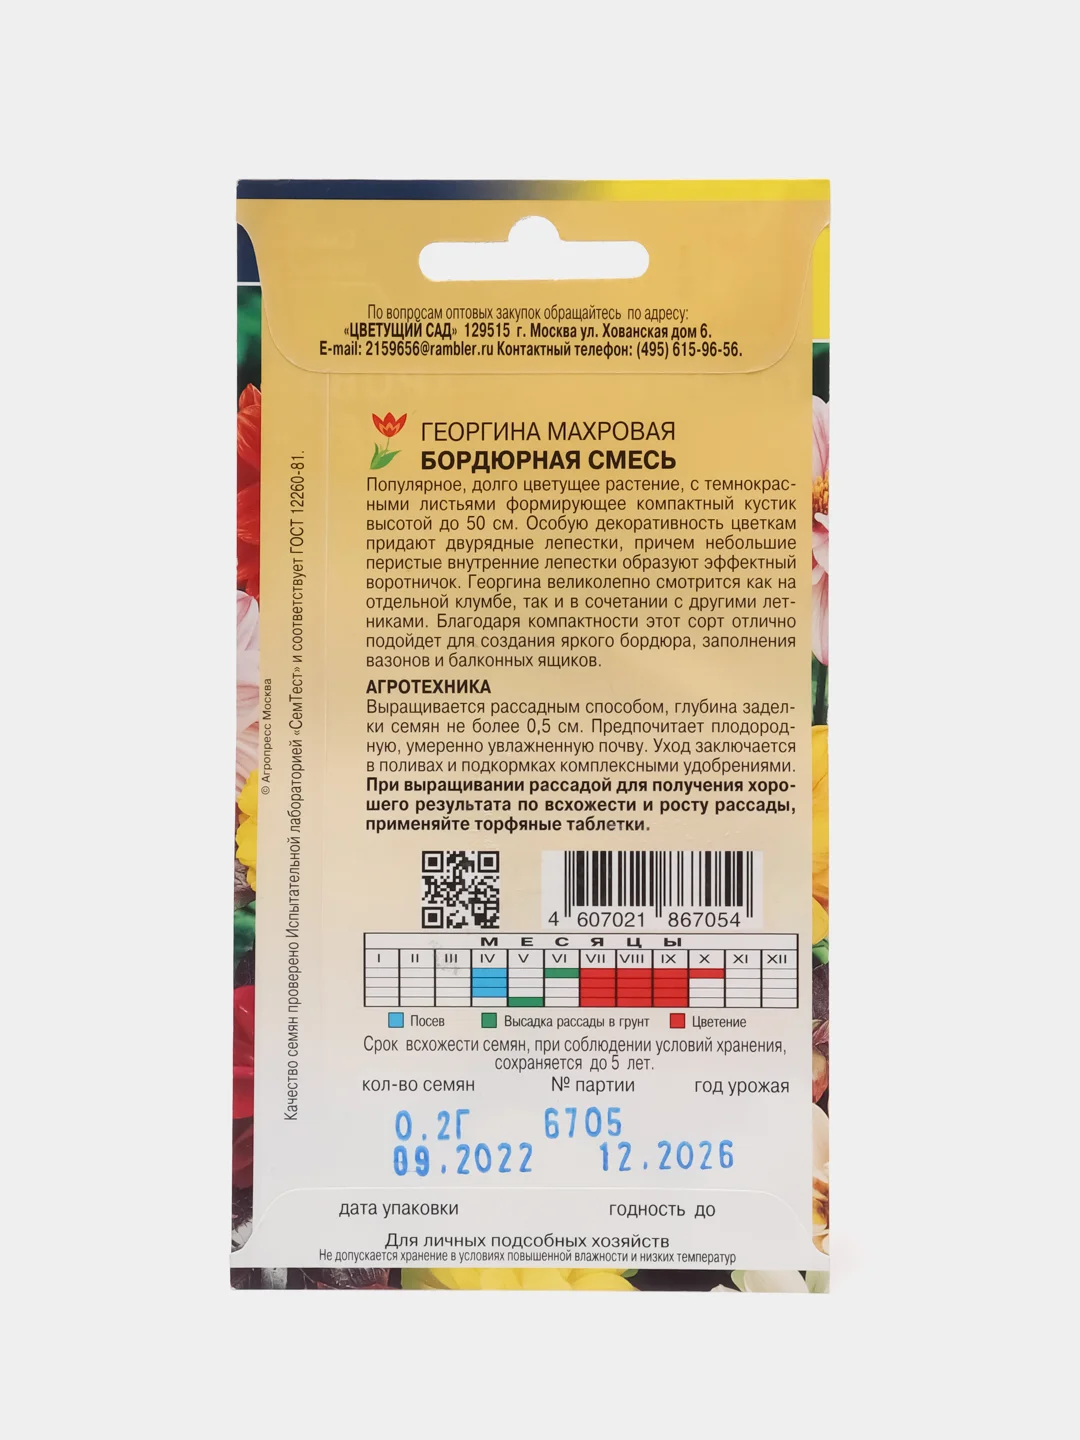 По вопросам оптовых закупок обращайтесь по адресу:
«ЦВЕТУЩИЙ САД» 129515 г. Москва ул. Хованская дом 6.
E-mail: 2159656@rambler.ru Контактный телефон: (495) 615-96-56.
ГЕОРГИНА МАХРОВАЯ
БОРДЮРНАЯ СМЕСЬ
Популярное, долго цветущее растение, с темнокрас-
ными листьями формирующее компактный кустик
высотой до 50 см. Особую декоративность цветкам
придают двурядные лепестки, причем небольшие
перистые внутренние лепестки образуют эффектный
воротничок. Георгина великолепно смотрится как на
отдельной клумбе, так и в сочетании с другими лет-
никами. Благодаря компактности этот сорт отлично
подойдет для создания яркого бордюра, заполнения
вазонов и балконных ящиков.
АГРОТЕХНИКА
Выращивается рассадным способом, глубина задел-
ки семян не более 0,5 см. Предпочитает плодород-
ную, умеренно увлажненную почву. Уход заключается
в поливах и подкормках комплексными удобрениями.
При выращивании рассадой для получения хоро-
шего результата по всхожести и росту рассады,
применяйте торфяные таблетки.
4 607021 867054
МЕСЯЦЫ
I II III IV V VI VII VIII IX X XI XII
Посев Высадка рассады в грунт Цветение
Срок всхожести семян, при соблюдении условий хранения,
сохраняется до 5 лет.
кол-во семян № партии год урожая
0.2Г 6705
09.2022 12.2026
дата упаковки годность до
Для личных подсобных хозяйств
Не допускается хранение в условиях повышенной влажности и низких температур
© Агропресс Москва
Качество семян проверено Испытательной лабораторией «СемТест» и соответствует ГОСТ 12260-81.